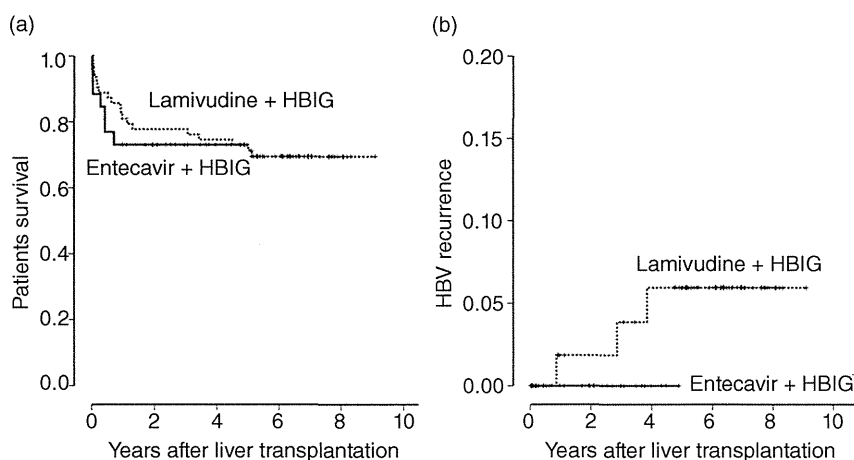 (a)
1.0
0.8
0.6
0.4
0.2
0.0
Patients survival
Lamivudine + HBIG
Entecavir + HBIG
0 2 4 6 8 10
Years after liver transplantation
(b)
0.20
0.15
0.10
0.05
0.00
HBV recurrence
Lamivudine + HBIG
Entecavir + HBIG
0 2 4 6 8 10
Years after liver transplantation